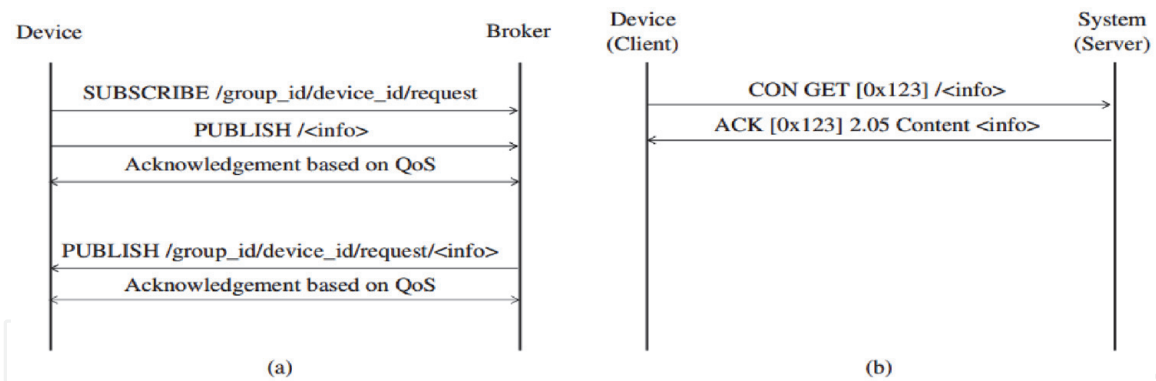 Device
Broker
SUBSCRIBE /group_id/device_id/request
PUBLISH /<info>
Acknowledgement based on QoS
PUBLISH /group_id/device_id/request/<info>
Acknowledgement based on QoS
(a)
Device
(Client)
System
(Server)
CON GET [0x123] /<info>
ACK [0x123] 2.05 Content <info>
(b)